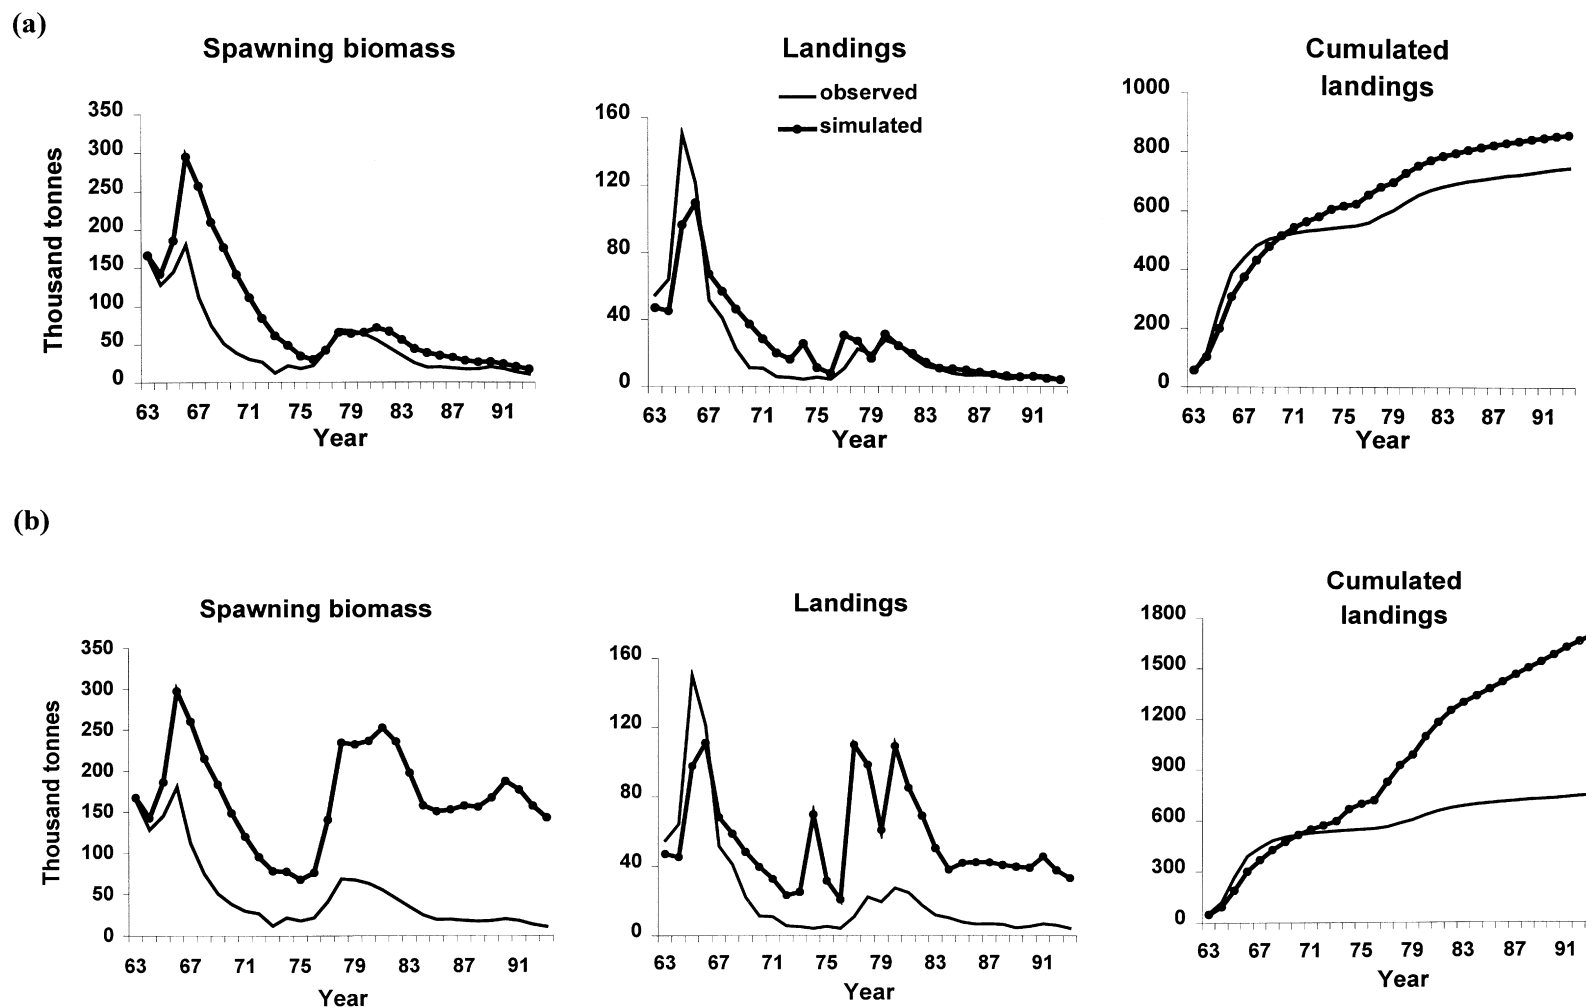 (a)
Spawning biomass
Landings
Cumulated
landings
observed
simulated
Thousand tonnes
350
300
250
200
150
100
50
0
63 67 71 75 79 83 87 91
Year
160
120
80
40
0
63 67 71 75 79 83 87 91
Year
1000
800
600
400
200
0
63 67 71 75 79 83 87 91
Year
(b)
Spawning biomass
Landings
Cumulated
landings
Thousand tonnes
350
300
250
200
150
100
50
0
63 67 71 75 79 83 87 91
Year
160
120
80
40
0
63 67 71 75 79 83 87 91
Year
1800
1500
1200
900
600
300
0
63 67 71 75 79 83 87 91
Year